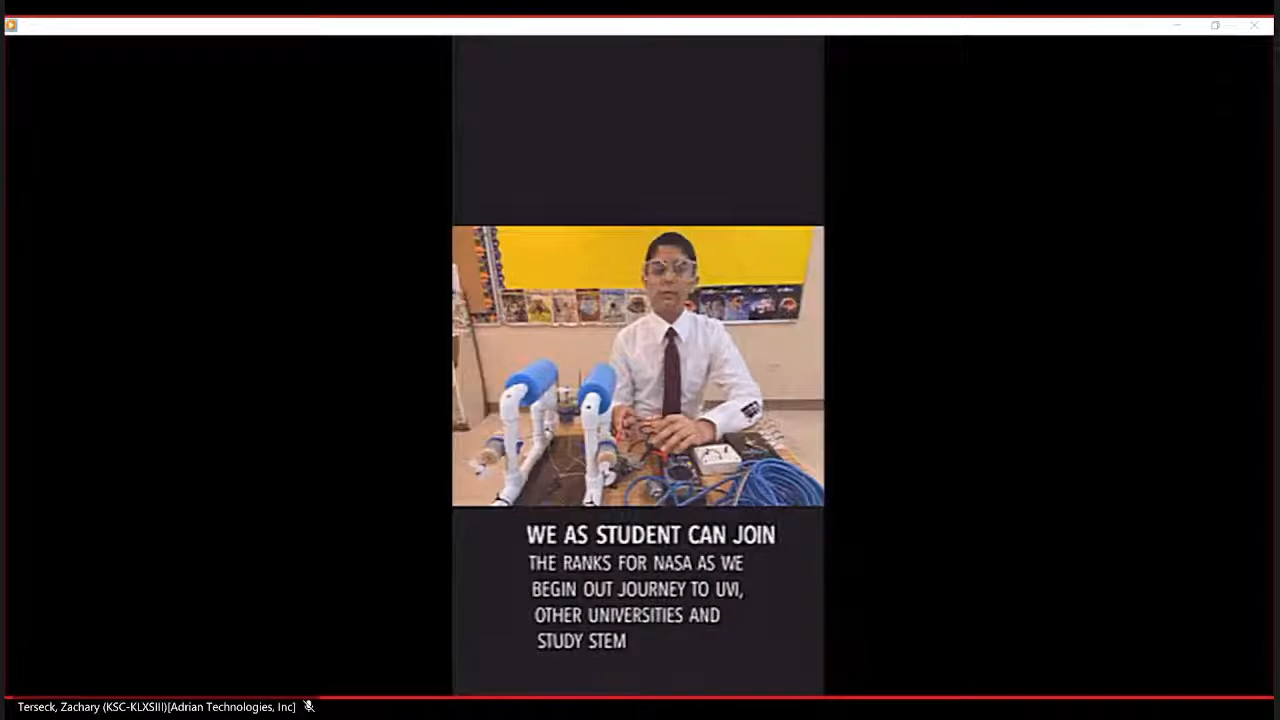 WE AS STUDENT CAN JOIN
THE RANKS FOR NASA AS WE
BEGIN OUT JOURNEY TO UVI,
OTHER UNIVERSITIES AND
STUDY STEM
Terseck, Zachary (KSC-KLXSIII)[Adrian Technologies, Inc]